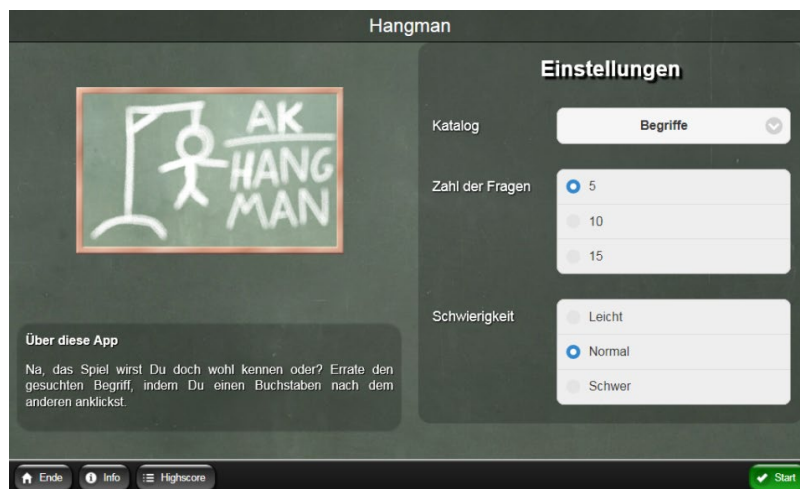 Hangman
AK
HANG
MAN
Über diese App
Na, das Spiel wirst Du doch wohl kennen oder? Errate den
gesuchten Begriff, indem Du einen Buchstaben nach dem
anderen anklickst.
Einstellungen
Katalog
Begriffe
Zahl der Fragen
5
10
15
Schwierigkeit
Leicht
Normal
Schwer
Ende
Info
Highscore
Start